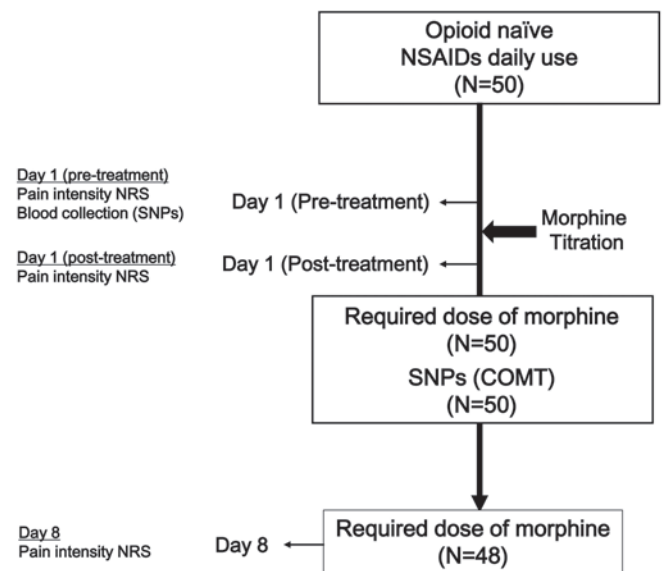 Opioid naïve
NSAIDs daily use
(N=50)
Day 1 (pre-treatment)
Pain intensity NRS
Blood collection (SNPs)
Day 1 (Pre-treatment)
Morphine
Titration
Day 1 (post-treatment)
Pain intensity NRS
Day 1 (Post-treatment)
Required dose of morphine
(N=50)
SNPs (COMT)
(N=50)
Day 8
Pain intensity NRS
Day 8
Required dose of morphine
(N=48)